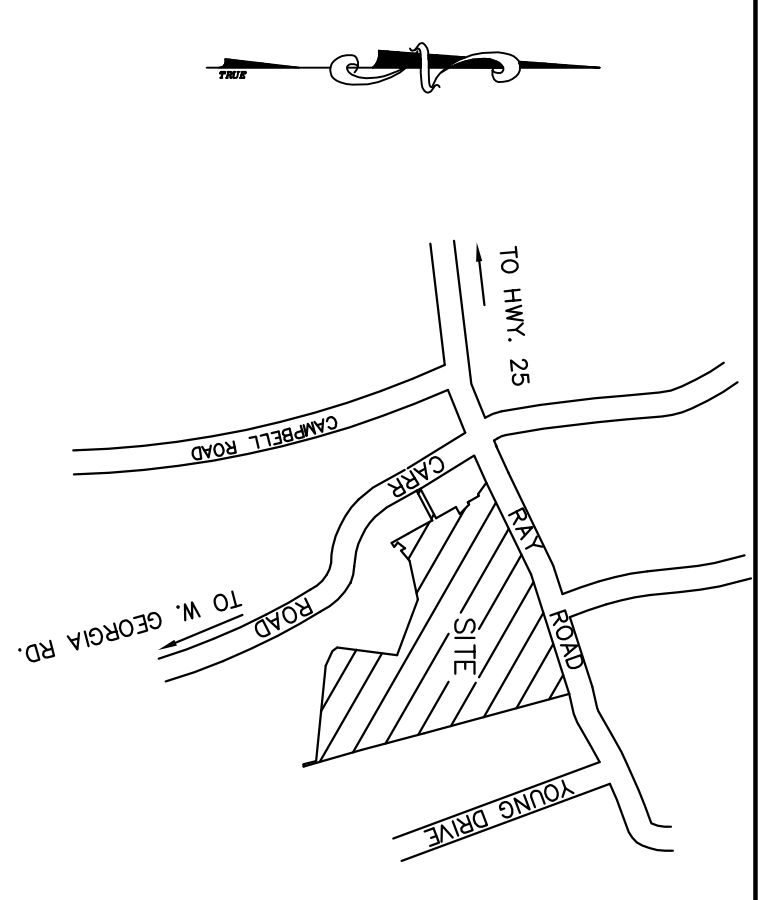 TRUE
N
TO HWY. 25
CAMPBELL ROAD
CARR
ROAD
RAY
ROAD
TO W. GEORGIA RD.
SITE
YOUNG DRIVE